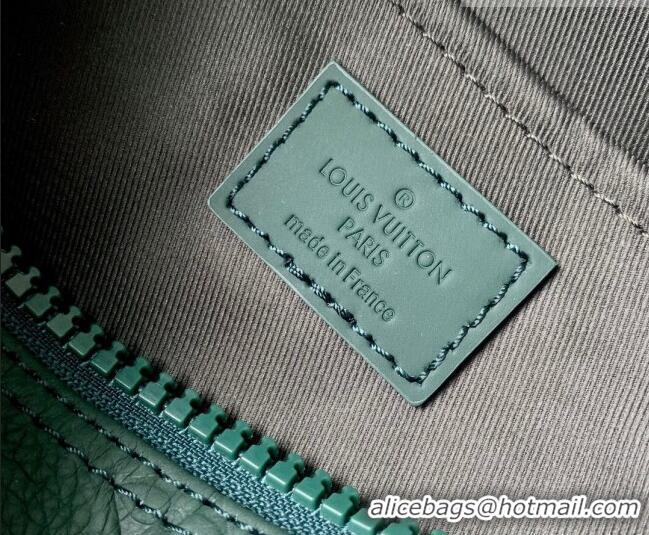 ®
LOUIS VUITTON
PARIS
made in France
alicebags@hotmail.com